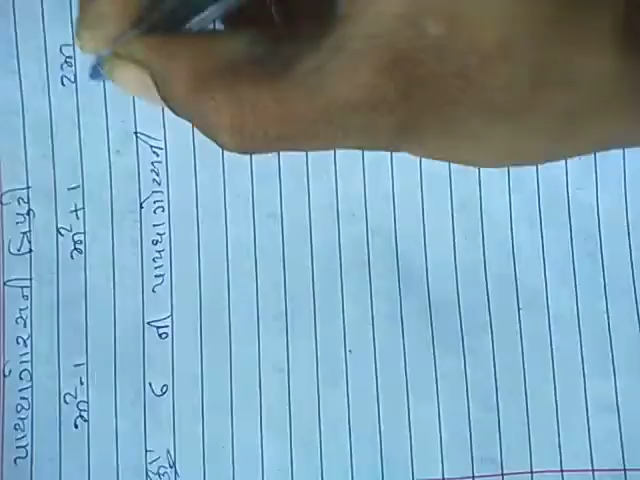 પાયથાગોરસની ત્રિપુટી
m²-1 m²+1 2m
6 ની પાયથાગોરસની